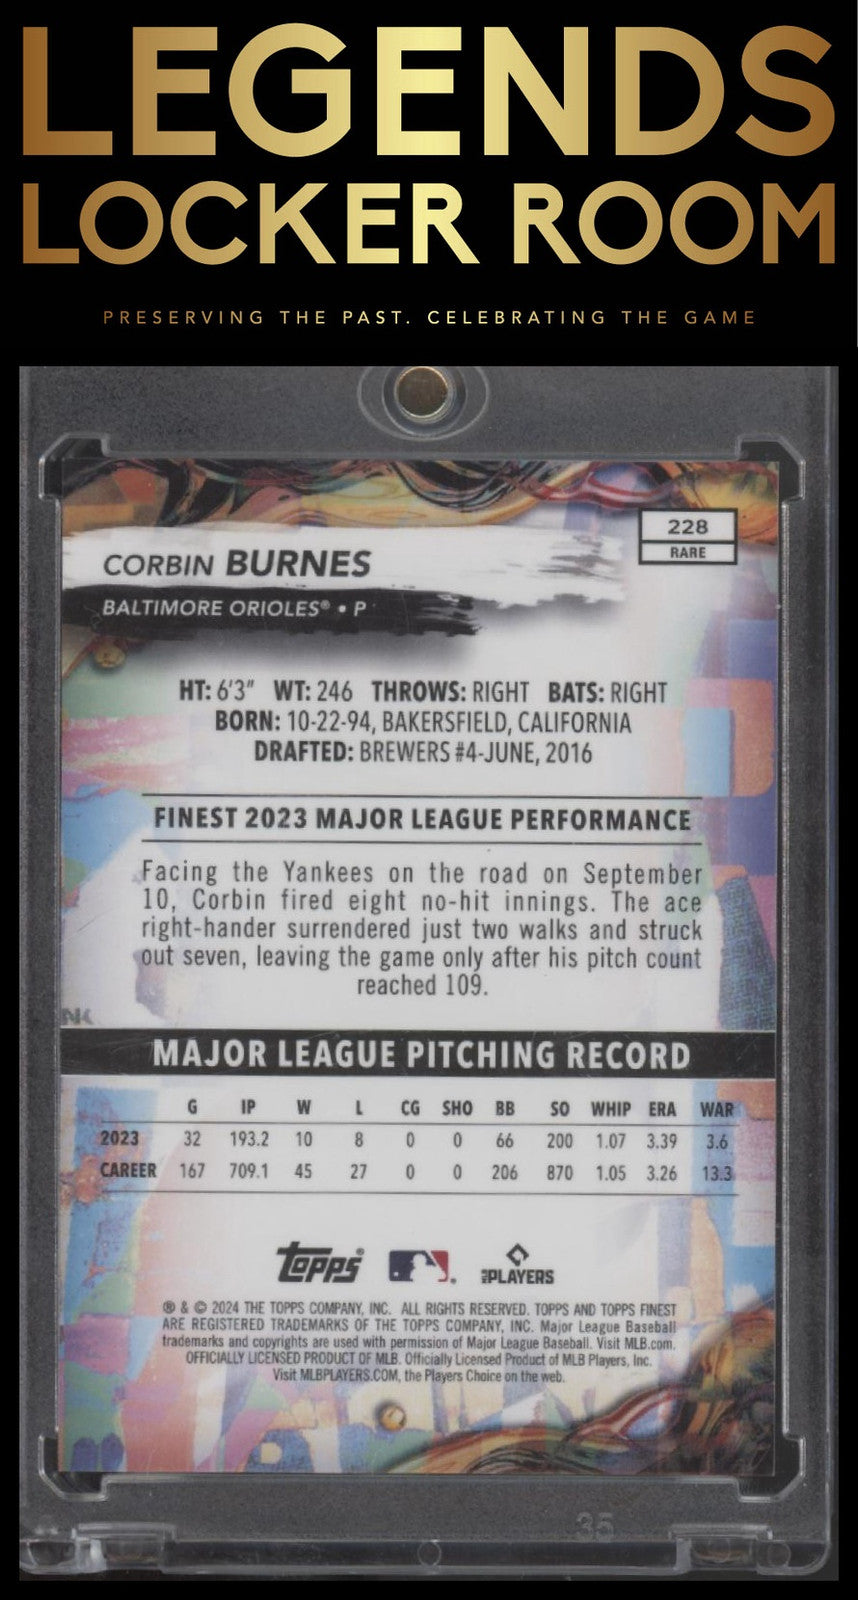 LEGENDS
LOCKER ROOM
PRESERVING THE PAST. CELEBRATING THE GAME
228
RARE
CORBIN BURNES
BALTIMORE ORIOLES® • P
HT: 6'3" WT: 246 THROWS: RIGHT BATS: RIGHT
BORN: 10-22-94, BAKERSFIELD, CALIFORNIA
DRAFTED: BREWERS #4-JUNE, 2016
FINEST 2023 MAJOR LEAGUE PERFORMANCE
Facing the Yankees on the road on September
10, Corbin fired eight no-hit innings. The ace
right-hander surrendered just two walks and struck
out seven, leaving the game only after his pitch count
reached 109.
MAJOR LEAGUE PITCHING RECORD
G IP W L CG SHO BB SO WHIP ERA WAR
2023 32 193.2 10 8 0 0 66 200 1.07 3.39 3.6
CAREER 167 709.1 45 27 0 0 206 870 1.05 3.26 13.3
Topps® MLB PLAYERS
® & © 2024 THE TOPPS COMPANY, INC. ALL RIGHTS RESERVED. TOPPS AND TOPPS FINEST
ARE REGISTERED TRADEMARKS OF THE TOPPS COMPANY, INC. Major League Baseball
trademarks and copyrights are used with permission of Major League Baseball. Visit MLB.com.
OFFICIALLY LICENSED PRODUCT OF MLB. Officially Licensed Product of MLB Players, Inc.
Visit MLBPLAYERS.COM, the Players Choice on the web.
35